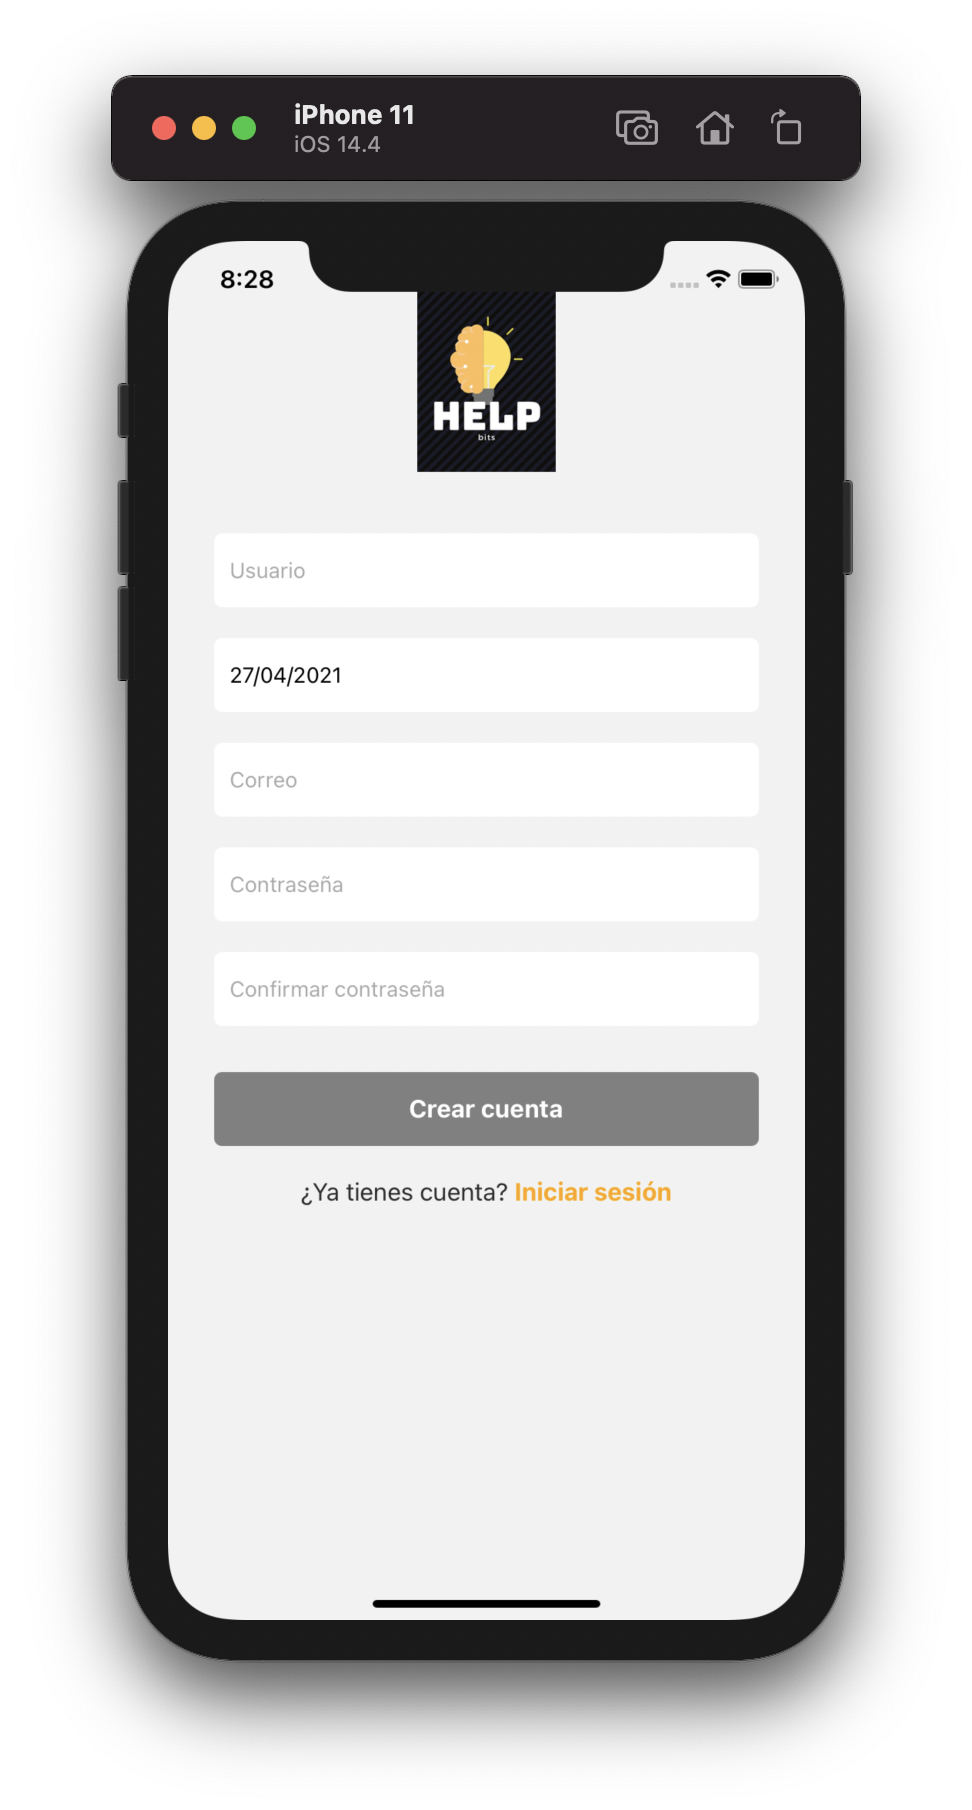 iPhone 11
iOS 14.4
8:28
HELP
bits
Usuario
27/04/2021
Correo
Contraseña
Confirmar contraseña
Crear cuenta
¿Ya tienes cuenta? Iniciar sesión